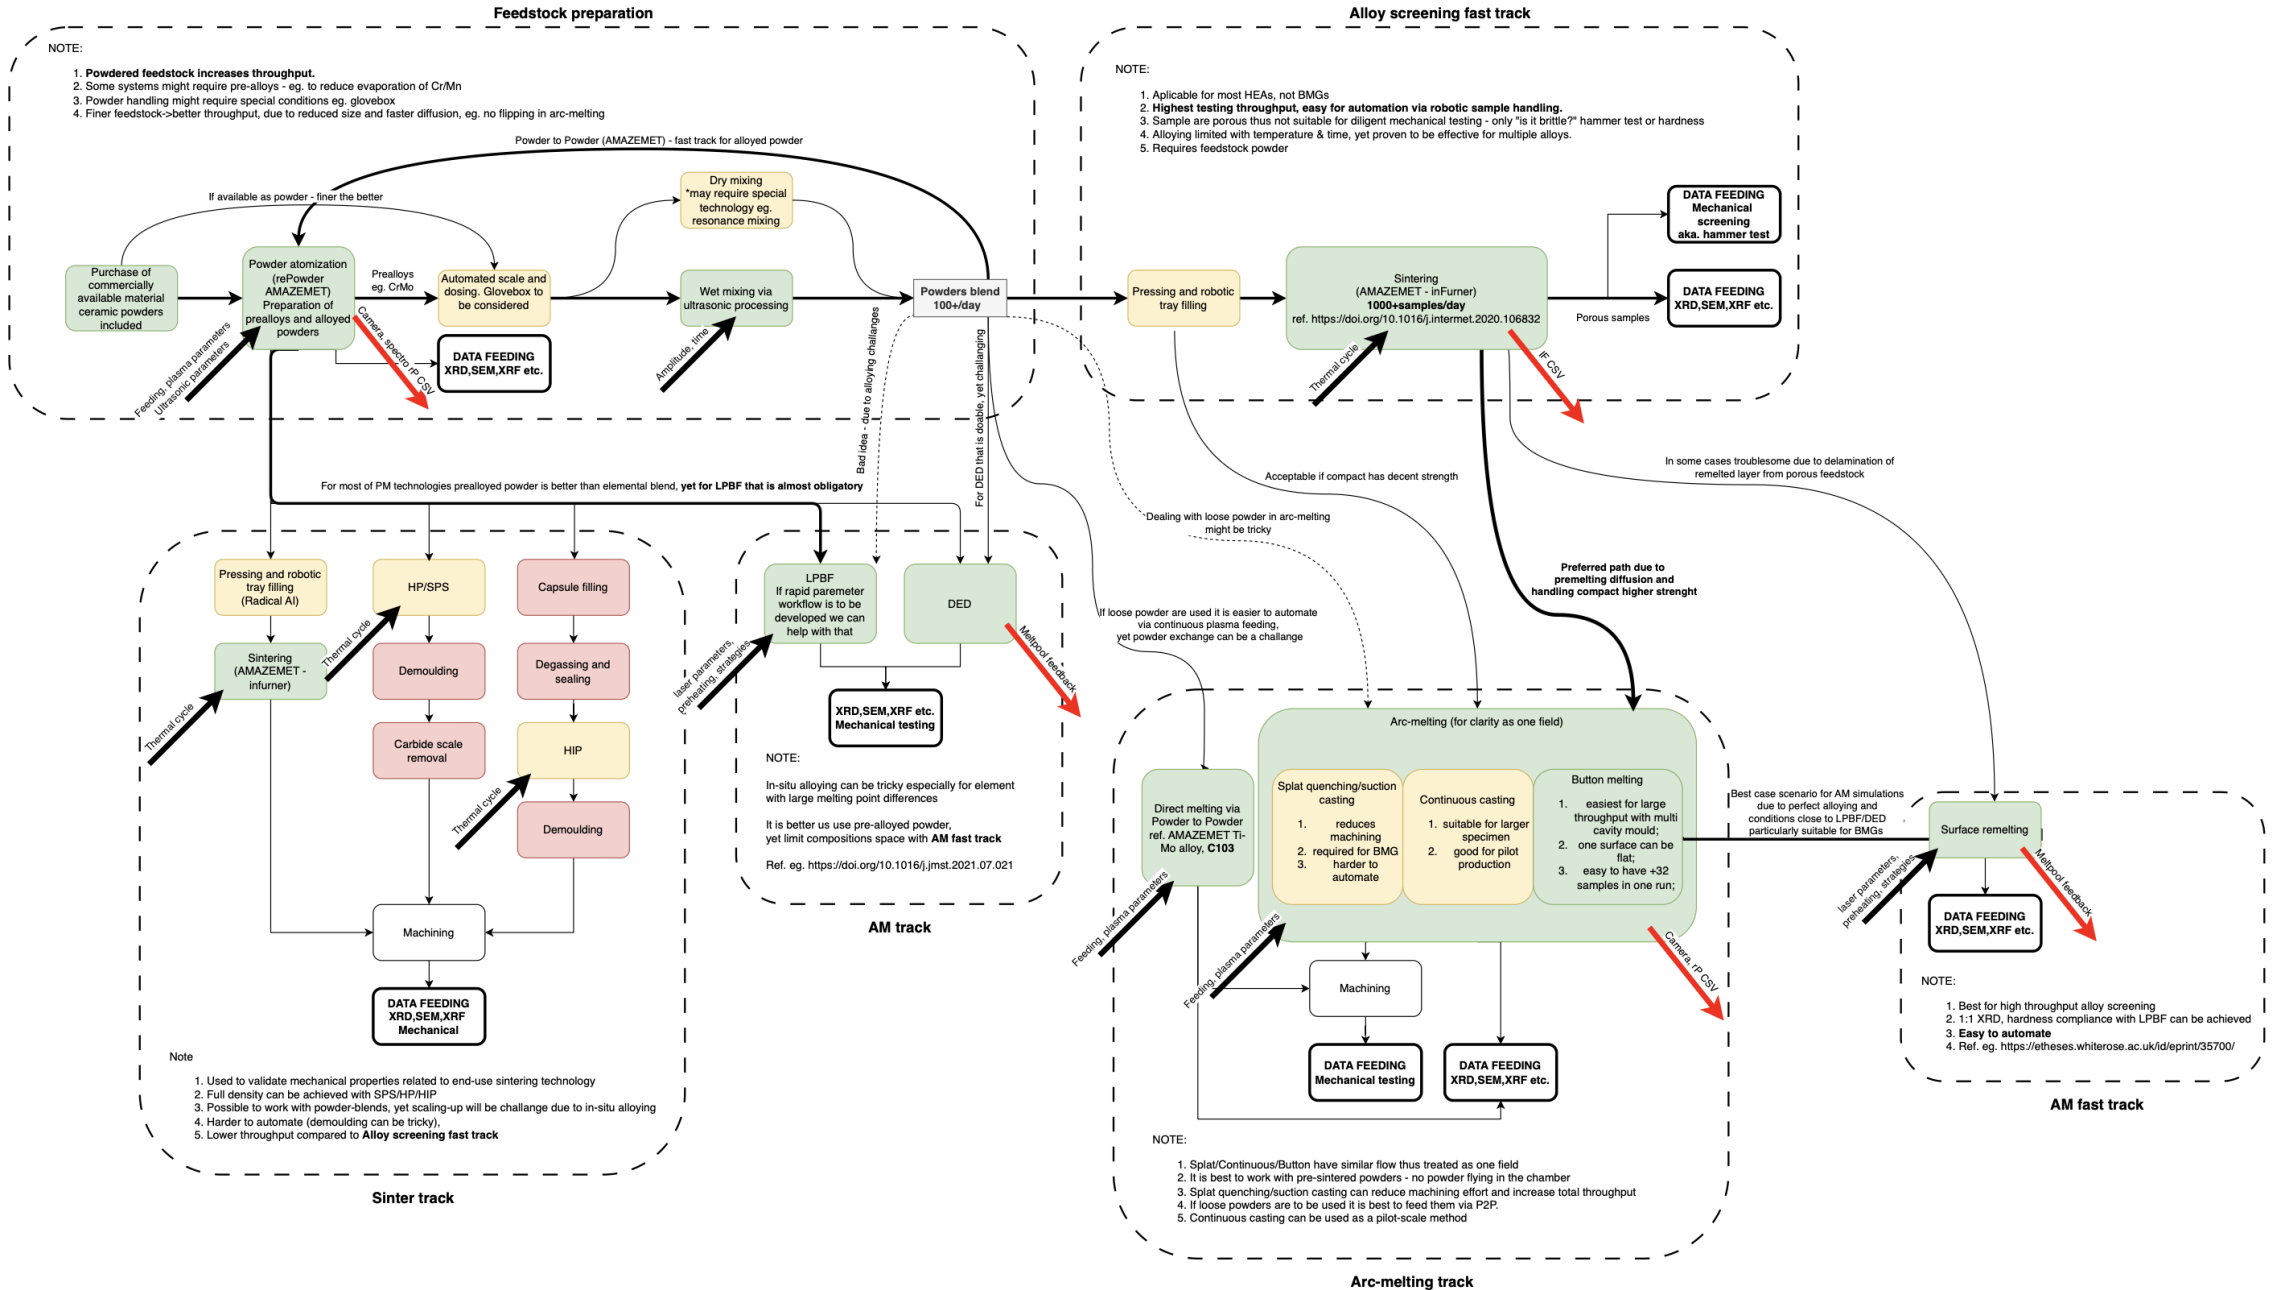 Feedstock preparation
NOTE:
1. Powdered feedstock increases throughput.
2. Some systems might require pre-alloys - eg. to reduce evaporation of Cr/Mn
3. Powder handling might require special conditions eg. glovebox
4. Finer feedstock->better throughput, due to reduced size and faster diffusion, eg. no flipping in arc-melting
Powder to Powder (AMAZEMET) - fast track for alloyed powder
If available as powder - finer the better
Dry mixing
*may require special
technology eg.
resonance mixing
Purchase of
commercially
available material
ceramic powders
included
Powder atomization
(rePowder
AMAZEMET)
Preparation of
prealloys and alloyed
powders
Prealloys
eg. CrMo
Automated scale and
dosing. Glovebox to
be considered
Wet mixing via
ultrasonic processing
Powders blend
100+/day
Feeding, plasma parameters
Ultrasonic parameters
Camera, spectro rP CSV
DATA FEEDING
XRD,SEM,XRF etc.
Amplitude, time
Bad idea - due to alloying challanges
For DED that is doable, yet challanging
Alloy screening fast track
NOTE:
1. Aplicable for most HEAs, not BMGs
2. Highest testing throughput, easy for automation via robotic sample handling.
3. Sample are porous thus not suitable for diligent mechanical testing - only "is it brittle?" hammer test or hardness
4. Alloying limited with temperature & time, yet proven to be effective for multiple alloys.
5. Requires feedstock powder
Pressing and robotic
tray filling
Sintering
(AMAZEMET - inFurner)
1000+samples/day
ref. https://doi.org/10.1016/j.internet.2020.106832
Thermal cycle
IF CSV
DATA FEEDING
Mechanical
screening
aka. hammer test
DATA FEEDING
XRD,SEM,XRF etc.
Porous samples
For most of PM technologies prealloyed powder is better than elemental blend, yet for LPBF that is almost obligatory
Acceptable if compact has decent strength
In some cases troublesome due to delamination of
remelted layer from porous feedstock
Dealing with loose powder in arc-melting
might be tricky
Preferred path due to
premelting diffusion and
handling compact higher strenght
If loose powder are used it is easier to automate
via continuous plasma feeding,
yet powder exchange can be a challange
Pressing and robotic
tray filling
(Radical AI)
Sintering
(AMAZEMET -
infurner)
Thermal cycle
HP/SPS
Thermal cycle
Demoulding
Carbide scale
removal
Capsule filling
Degassing and
sealing
HIP
Thermal cycle
Demoulding
Machining
DATA FEEDING
XRD,SEM,XRF
Mechanical
Note
1. Used to validate mechanical properties related to end-use sintering technology
2. Full density can be achieved with SPS/HP/HIP
3. Possible to work with powder-blends, yet scaling-up will be challange due to in-situ alloying
4. Harder to automate (demoulding can be tricky),
5. Lower throughput compared to Alloy screening fast track
Sinter track
LPBF
If rapid paremeter
workflow is to be
developed we can
help with that
DED
laser parameters,
preheating, strategies
Meltpool feedback
XRD,SEM,XRF etc.
Mechanical testing
NOTE:
In-situ alloying can be tricky especially for element
with large melting point differences
It is better us use pre-alloyed powder,
yet limit compositions space with AM fast track
Ref. eg. https://doi.org/10.1016/j.jmst.2021.07.021
AM track
Arc-melting (for clarity as one field)
Direct melting via
Powder to Powder
ref. AMAZEMET Ti-
Mo alloy, C103
Splat quenching/suction
casting
1. reduces
machining
2. required for BMG
3. harder to
automate
Continuous casting
1. suitable for larger
specimen
2. good for pilot
production
Button melting
1. easiest for large
throughput with multi
cavity mould;
2. one surface can be
flat;
3. easy to have +32
samples in one run;
Feeding, plasma parameters
Feeding, plasma parameters
Camera, rP CSV
Machining
DATA FEEDING
Mechanical testing
DATA FEEDING
XRD,SEM,XRF etc.
NOTE:
1. Splat/Continuous/Button have similar flow thus treated as one field
2. It is best to work with pre-sintered powders - no powder flying in the chamber
3. Splat quenching/suction casting can reduce machining effort and increase total throughput
4. If loose powders are to be used it is best to feed them via P2P.
5. Continuous casting can be used as a pilot-scale method
Arc-melting track
Best case scenario for AM simulations
due to perfect alloying and
conditions close to LPBF/DED
particularly suitable for BMGs
Surface remelting
laser parameters,
preheating, strategies
Meltpool feedback
DATA FEEDING
XRD,SEM,XRF etc.
NOTE:
1. Best for high throughput alloy screening
2. 1:1 XRD, hardness compliance with LPBF can be achieved
3. Easy to automate
4. Ref. eg. https://etheses.whiterose.ac.uk/id/eprint/35700/
AM fast track